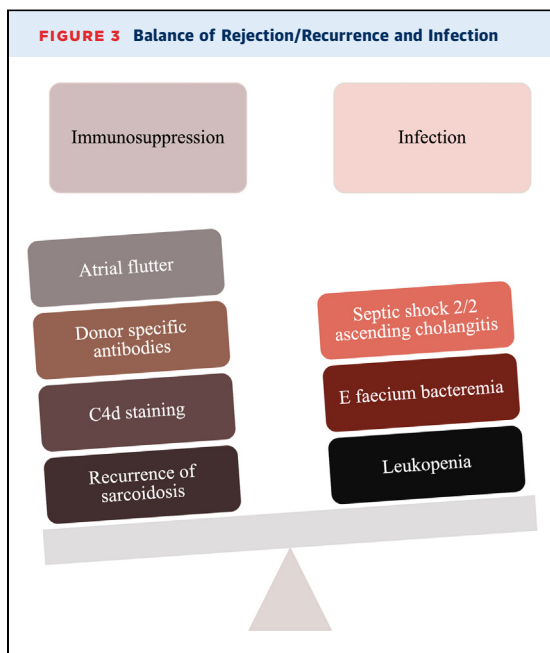 FIGURE 3 Balance of Rejection/Recurrence and Infection
Immunosuppression
Infection
Atrial flutter
Donor specific
antibodies
C4d staining
Recurrence of
sarcoidosis
Septic shock 2/2
ascending cholangitis
E faecium bacteremia
Leukopenia